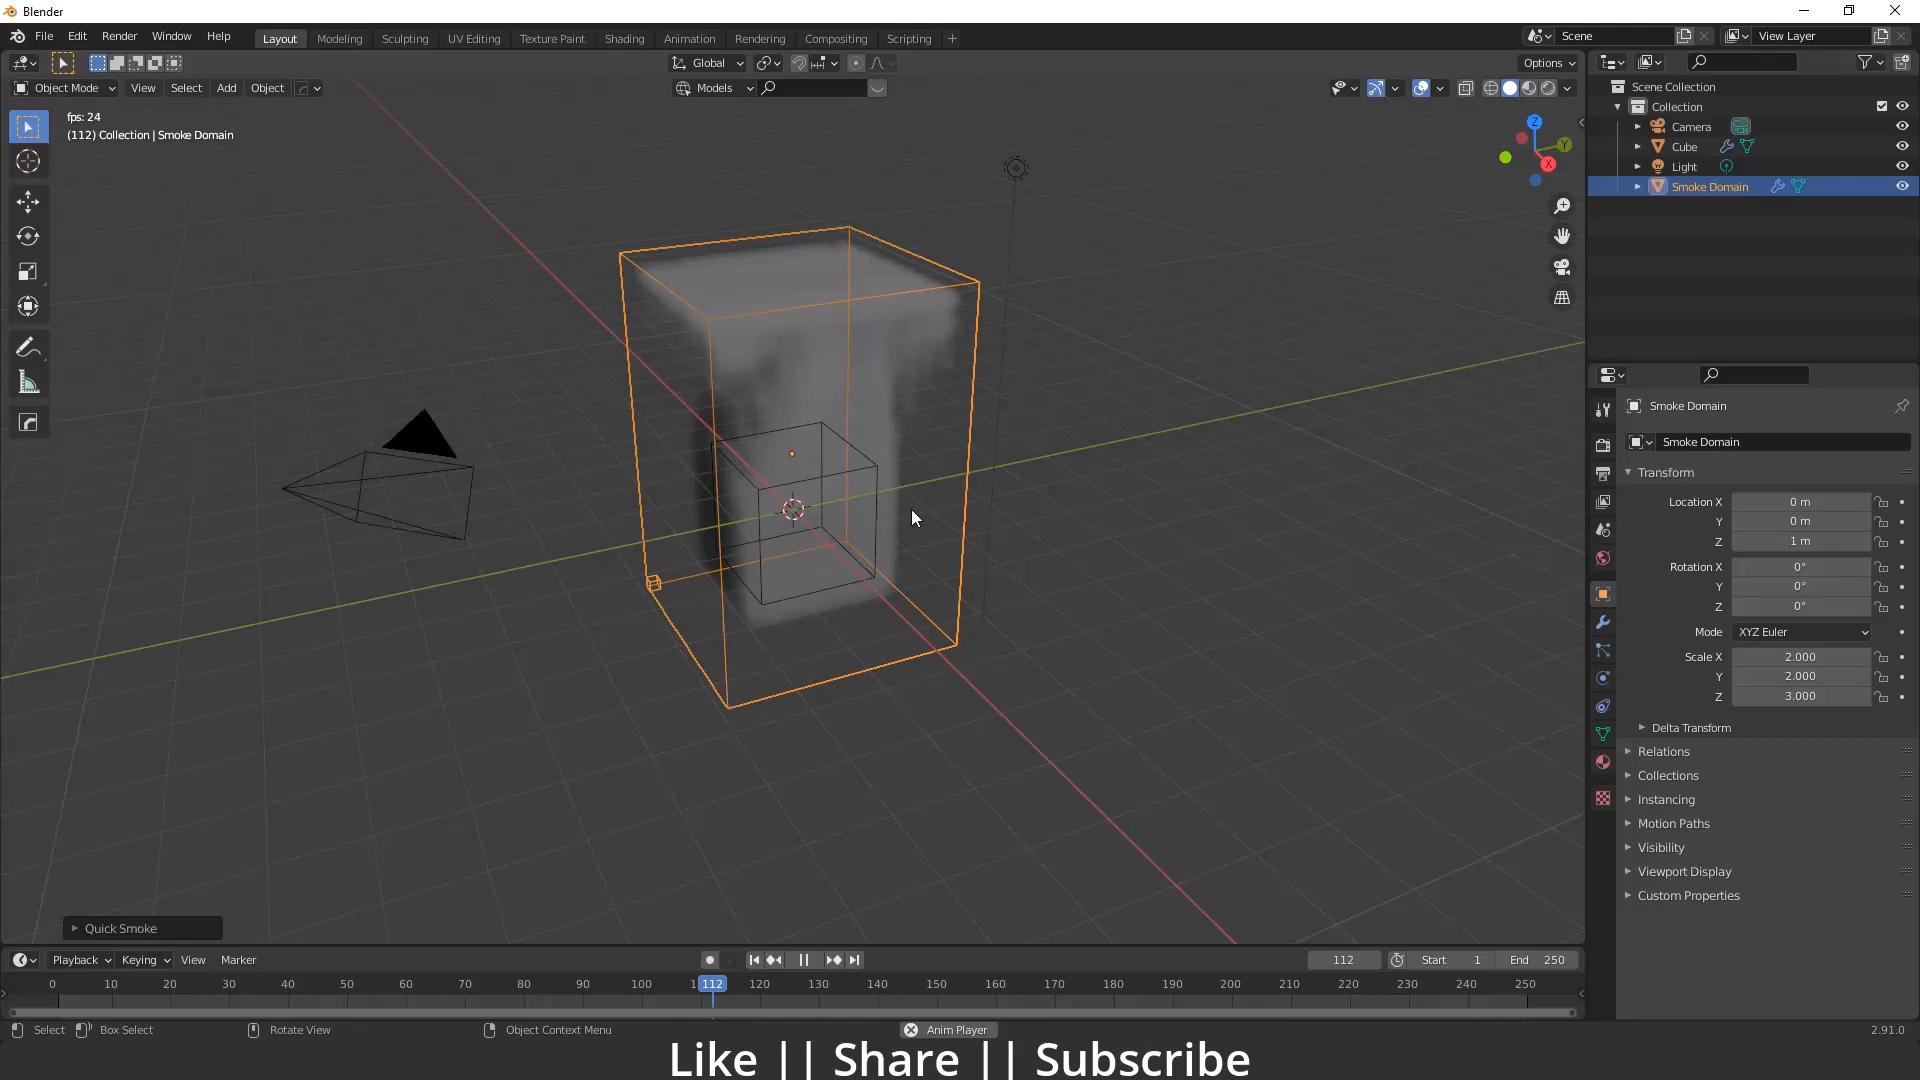 Blender
File Edit Render Window Help
Layout Modeling Sculpting UV Editing Texture Paint Shading Animation Rendering Compositing Scripting +
Scene
View Layer
Global
Options
Object Mode View Select Add Object
Models
fps: 24
(112) Collection | Smoke Domain
Z
Y
X
Scene Collection
Collection
Camera
Cube
Light
Smoke Domain
Smoke Domain
Smoke Domain
Transform
Location X 0 m
Y 0 m
Z 1 m
Rotation X 0°
Y 0°
Z 0°
Mode XYZ Euler
Scale X 2.000
Y 2.000
Z 3.000
Delta Transform
Relations
Collections
Instancing
Motion Paths
Visibility
Viewport Display
Custom Properties
Quick Smoke
Playback Keying View Marker
112
Start 1
End 250
0 10 20 30 40 50 60 70 80 90 100 1 112 120 130 140 150 160 170 180 190 200 210 220 230 240 250
Select Box Select Rotate View Object Context Menu Anim Player 2.91.0
Like || Share || Subscribe